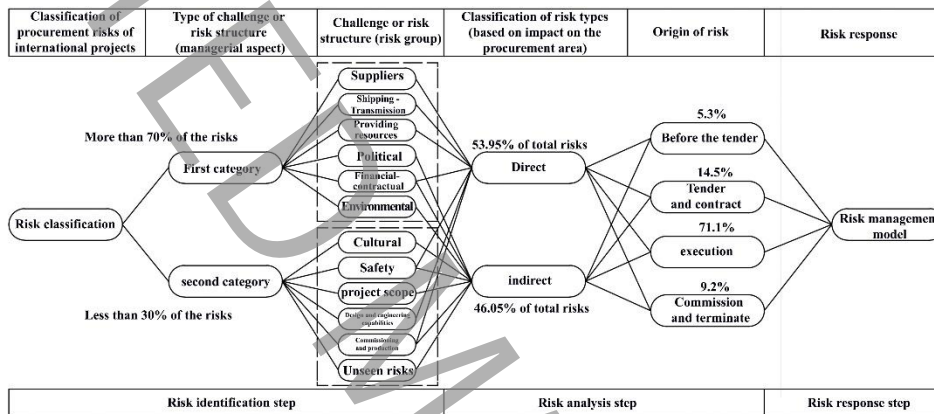 Classification of
procurement risks of
international projects
Type of challenge or
risk structure
(managerial aspect)
Challenge or risk
structure (risk group)
Classification of risk types
(based on impact on the
procurement area)
Origin of risk
Risk response
Suppliers
Shipping -
Transmission
Providing
resources
Political
Financial-
contractual
Environmental
Cultural
Safety
project scope
Design and engineering
capabilities
Commissioning
and production
Unseen risks
More than 70% of the risks
First category
Risk classification
second category
Less than 30% of the risks
53.95% of total risks
Direct
indirect
46.05% of total risks
5.3%
Before the tender
14.5%
Tender
and contract
71.1%
execution
9.2%
Commission
and terminate
Risk management
model
Risk identification step
Risk analysis step
Risk response step